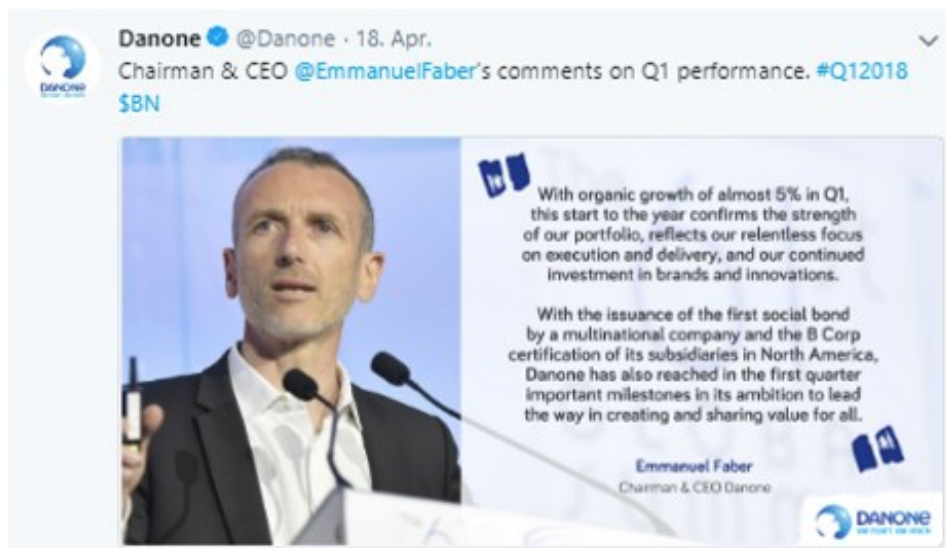 Danone @Danone · 18. Apr.
Chairman & CEO @EmmanuelFaber's comments on Q1 performance. #Q12018
$BN
DANONE
With organic growth of almost 5% in Q1,
this start to the year confirms the strength
of our portfolio, reflects our relentless focus
on execution and delivery, and our continued
investment in brands and innovations.
With the issuance of the first social bond
by a multinational company and the B Corp
certification of its subsidiaries in North America,
Danone has also reached in the first quarter
important milestones in its ambition to lead
the way in creating and sharing value for all.
Emmanuel Faber
Chairman & CEO Danone
DANONE